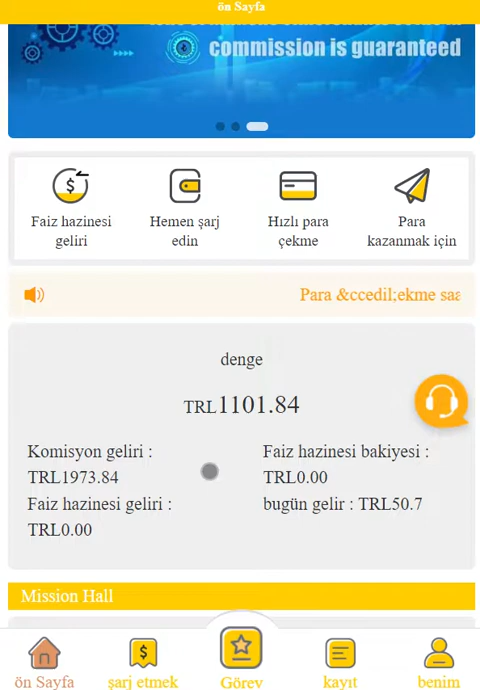 ön Sayfa
commission is guaranteed
Faiz hazinesi
geliri
Hemen şarj
edin
Hızlı para
çekme
Para
kazanmak için
Para &ccedil;ekme saa
denge
TRL1101.84
Komisyon geliri :
TRL1973.84
Faiz hazinesi bakiyesi :
TRL0.00
Faiz hazinesi geliri :
TRL0.00
bugün gelir : TRL50.7
Mission Hall
ön Sayfa
şarj etmek
Görev
kayıt
benim